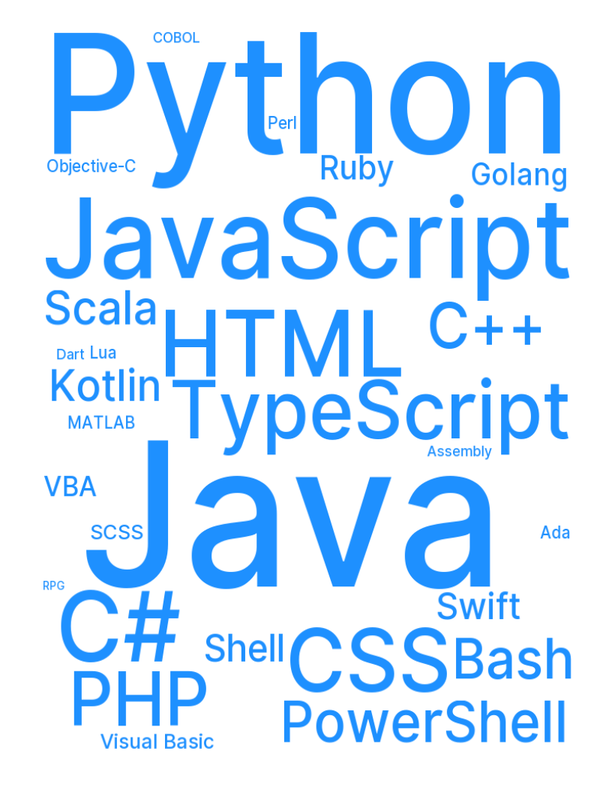 COBOL
Python
Perl
Objective-C
Ruby
Golang
JavaScript
Scala
HTML
C++
Dart
Lua
Kotlin
TypeScript
MATLAB
Assembly
Java
VBA
SCSS
Ada
RPG
C#
Swift
Shell
CSS
Bash
PHP
PowerShell
Visual Basic